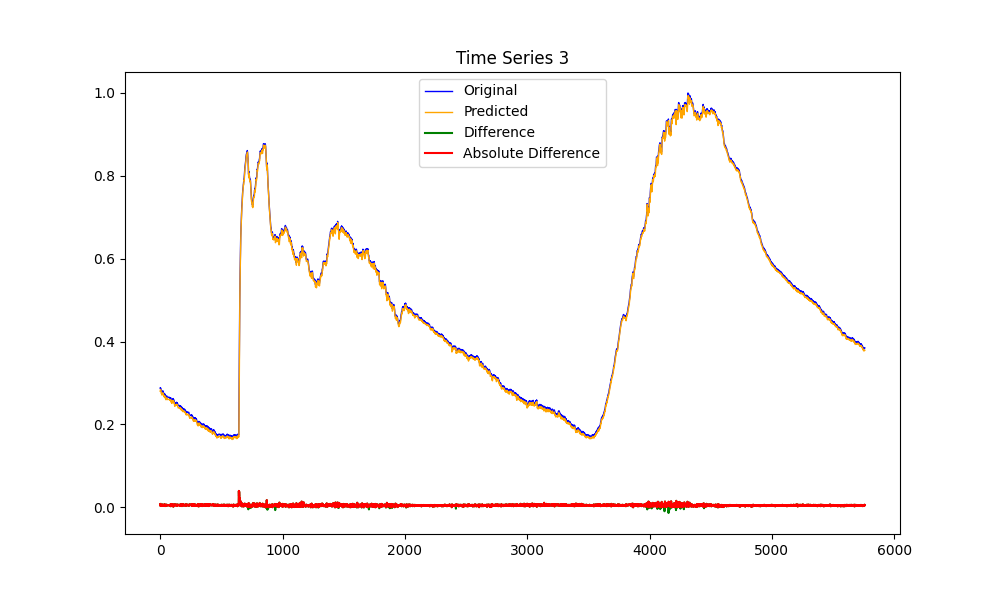 Time Series 3
Original
Predicted
Difference
Absolute Difference
1.0
0.8
0.6
0.4
0.2
0.0
0 1000 2000 3000 4000 5000 6000